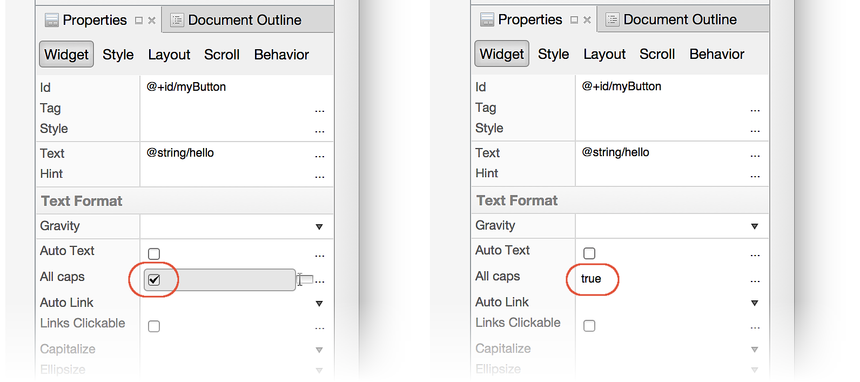 Properties
Document Outline
Widget Style Layout Scroll Behavior
Id @+id/myButton
Tag ...
Style ...
Text @string/hello ...
Hint ...
Text Format
Gravity
Auto Text ...
All caps ...
Auto Link
Links Clickable ...
Capitalize
Ellipsize
Properties
Document Outline
Widget Style Layout Scroll Behavior
Id @+id/myButton
Tag ...
Style ...
Text @string/hello ...
Hint ...
Text Format
Gravity
Auto Text ...
All caps true ...
Auto Link
Links Clickable ...
Capitalize
Ellipsize